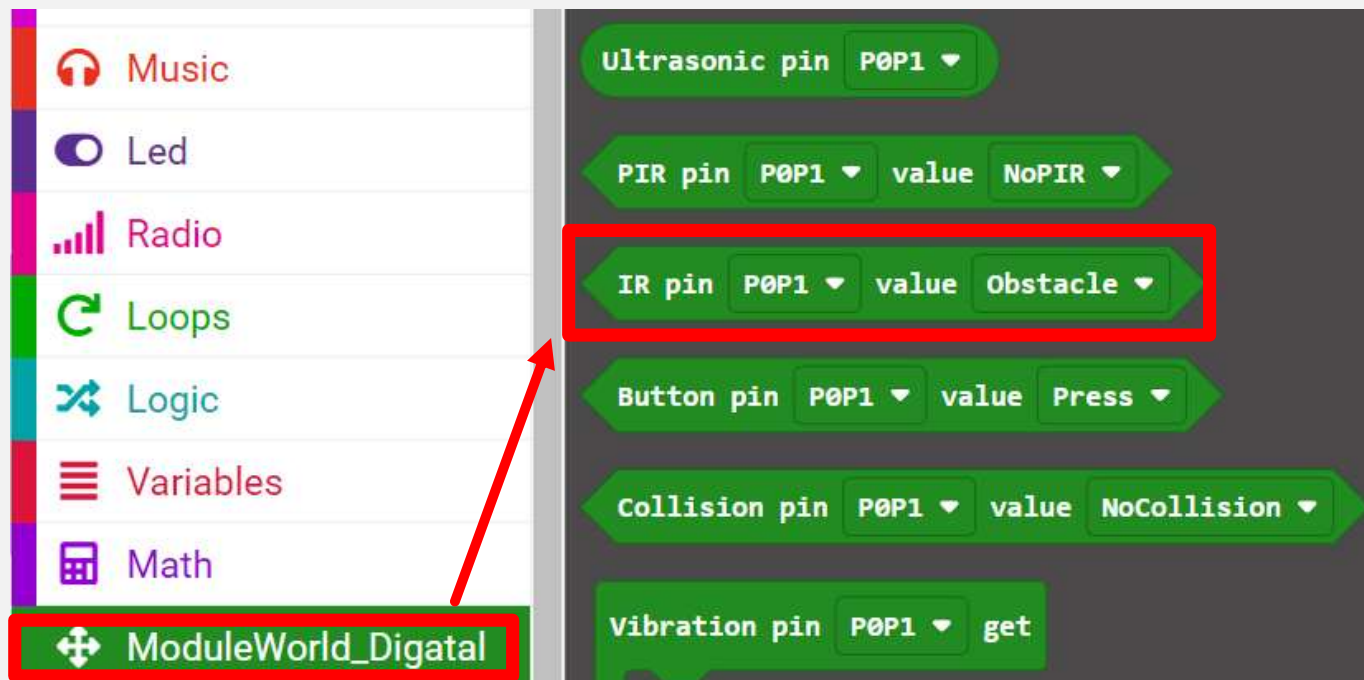 Music
Led
Radio
Loops
Logic
Variables
Math
ModuleWorld_Digatal
Ultrasonic pin P0P1
PIR pin P0P1 value NoPIR
IR pin P0P1 value Obstacle
Button pin P0P1 value Press
Collision pin P0P1 value NoCollision
Vibration pin P0P1 get